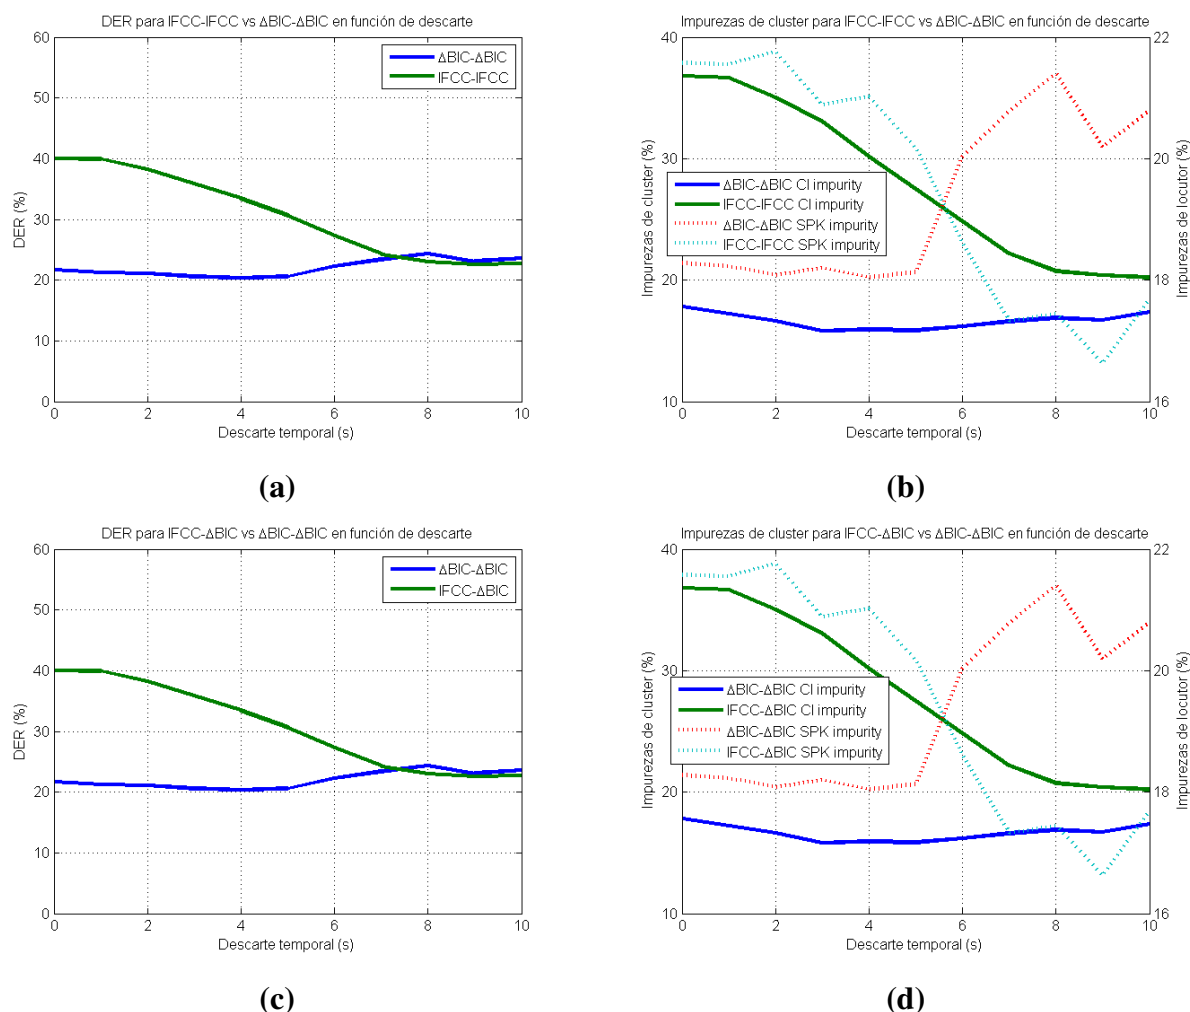 DER para IFCC-IFCC vs ΔBIC-ΔBIC en función de descarte
60
50
40
30
20
10
0
DER (%)
ΔBIC-ΔBIC
IFCC-IFCC
0 2 4 6 8 10
Descarte temporal (s)
(a)
Impurezas de cluster para IFCC-IFCC vs ΔBIC-ΔBIC en función de descarte
40
30
20
10
Impurezas de cluster (%)
ΔBIC-ΔBIC CI impurity
IFCC-IFCC CI impurity
ΔBIC-ΔBIC SPK impurity
IFCC-IFCC SPK impurity
22
20
18
16
Impurezas de locutor (%)
0 2 4 6 8 10
Descarte temporal (s)
(b)
DER para IFCC-ΔBIC vs ΔBIC-ΔBIC en función de descarte
60
50
40
30
20
10
0
DER (%)
ΔBIC-ΔBIC
IFCC-ΔBIC
0 2 4 6 8 10
Descarte temporal (s)
(c)
Impurezas de cluster para IFCC-ΔBIC vs ΔBIC-ΔBIC en función de descarte
40
30
20
10
Impurezas de cluster (%)
ΔBIC-ΔBIC CI impurity
IFCC-ΔBIC CI impurity
ΔBIC-ΔBIC SPK impurity
IFCC-ΔBIC SPK impurity
22
20
18
16
Impurezas de locutor (%)
0 2 4 6 8 10
Descarte temporal (s)
(d)